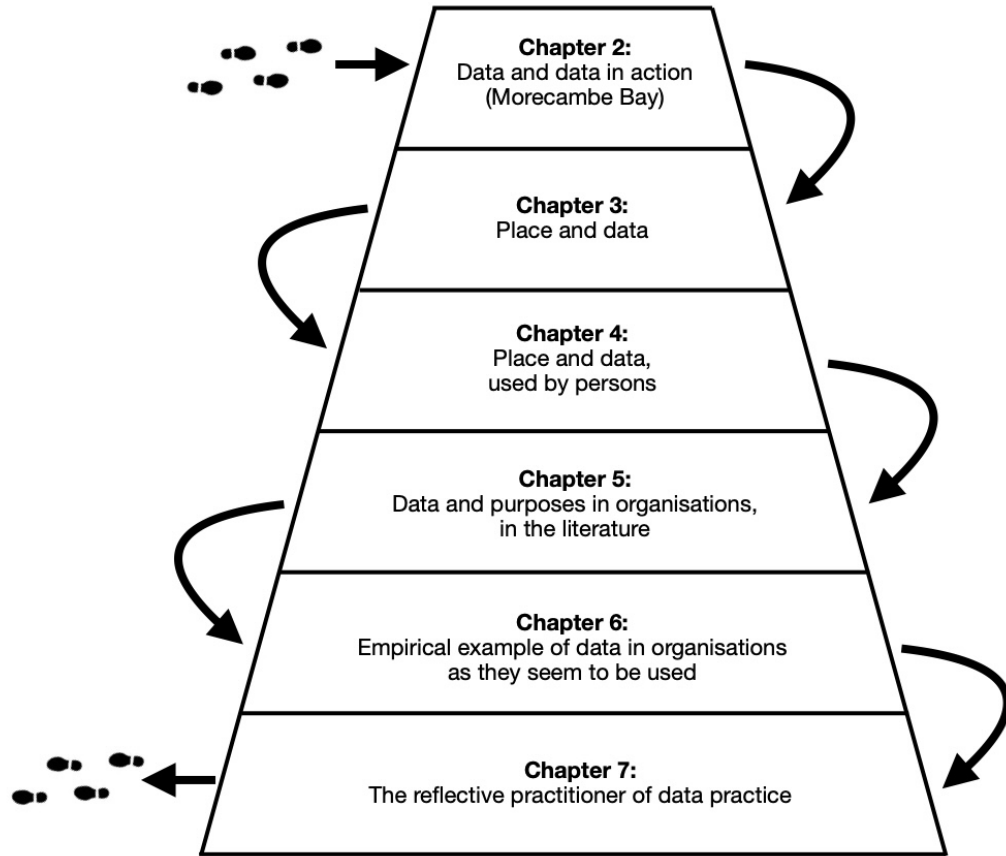 Chapter 2:
Data and data in action
(Morecambe Bay)
Chapter 3:
Place and data
Chapter 4:
Place and data,
used by persons
Chapter 5:
Data and purposes in organisations,
in the literature
Chapter 6:
Empirical example of data in organisations
as they seem to be used
Chapter 7:
The reflective practitioner of data practice